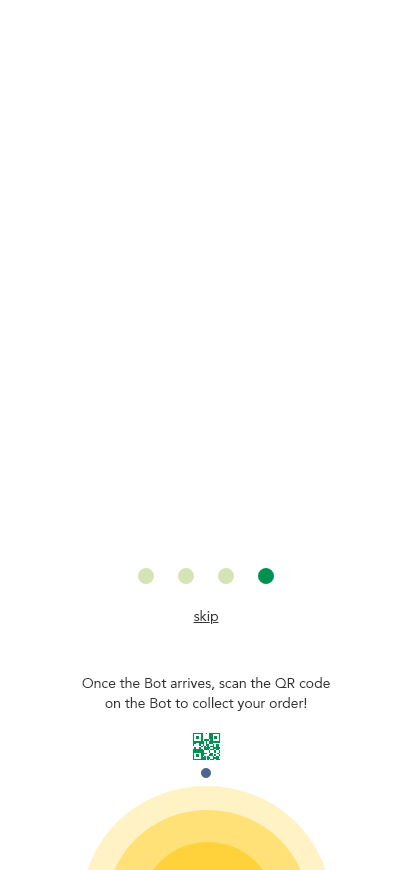 skip
Once the Bot arrives, scan the QR code
on the Bot to collect your order!